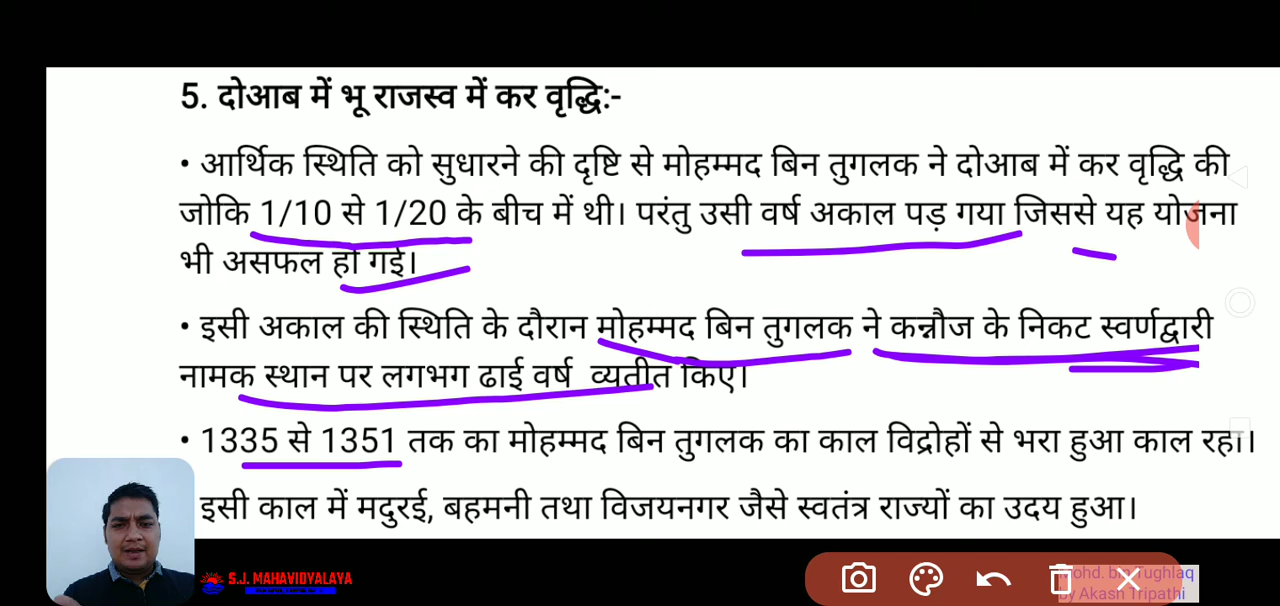 5. दोआब में भू राजस्व में कर वृद्धि:-
• आर्थिक स्थिति को सुधारने की दृष्टि से मोहम्मद बिन तुगलक ने दोआब में कर वृद्धि की
जोकि 1/10 से 1/20 के बीच में थी। परंतु उसी वर्ष अकाल पड़ गया जिससे यह योजना
भी असफल हो गई।
• इसी अकाल की स्थिति के दौरान मोहम्मद बिन तुगलक ने कन्नौज के निकट स्वर्णद्वारी
नामक स्थान पर लगभग ढाई वर्ष व्यतीत किए।
• 1335 से 1351 तक का मोहम्मद बिन तुगलक का काल विद्रोहों से भरा हुआ काल रहा।
इसी काल में मदुरई, बहमनी तथा विजयनगर जैसे स्वतंत्र राज्यों का उदय हुआ।
S.J. MAHAVIDYALAYA
Mohd. bin Tughlaq
by Akash Tripathi